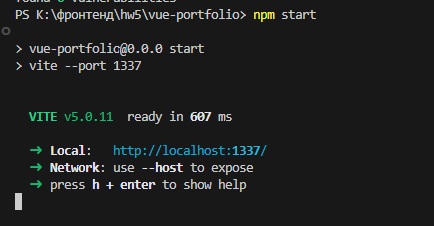 found 0 vulnerabilities
PS K:\фронтенд\hw5\vue-portfolio> npm start
> vue-portfolio@0.0.0 start
> vite --port 1337
VITE v5.0.11 ready in 607 ms
➜ Local: http://localhost:1337/
➜ Network: use --host to expose
➜ press h + enter to show help